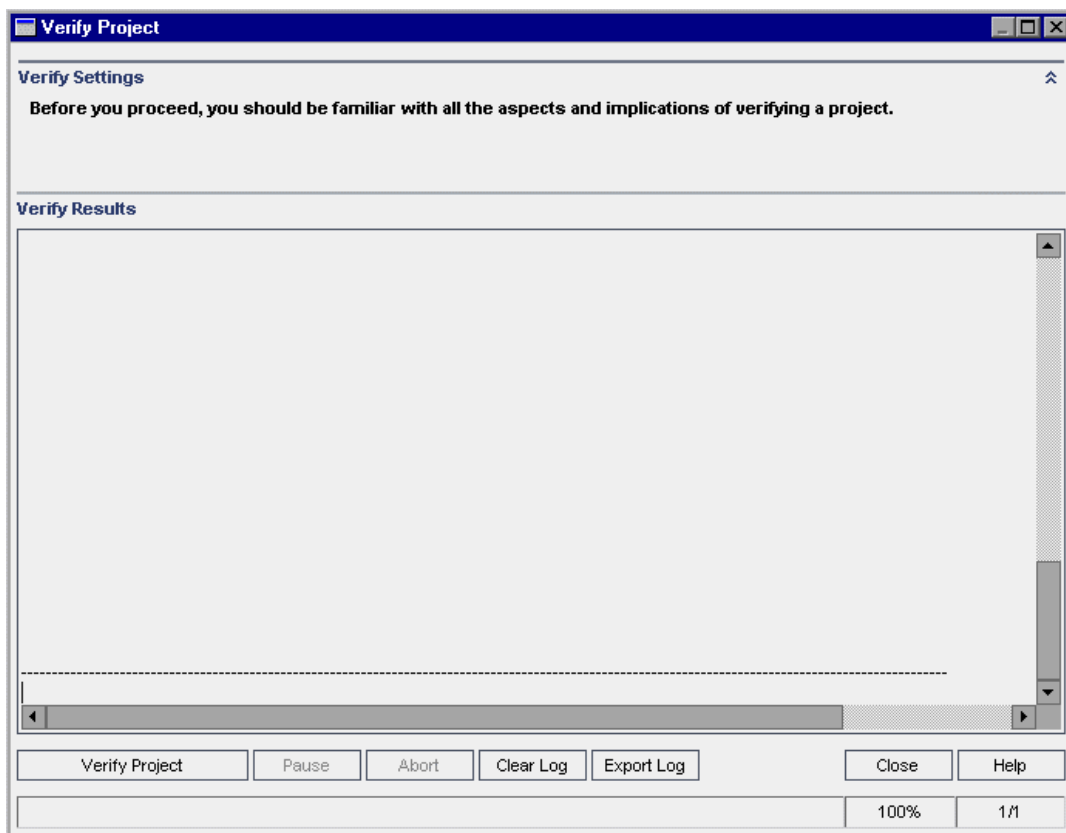 Verify Project
Verify Settings
Before you proceed, you should be familiar with all the aspects and implications of verifying a project.
Verify Results
--------------------------------------------------------------------------------------------------------------------------------------------------------
Verify Project Pause Abort Clear Log Export Log Close Help
100% 1/1